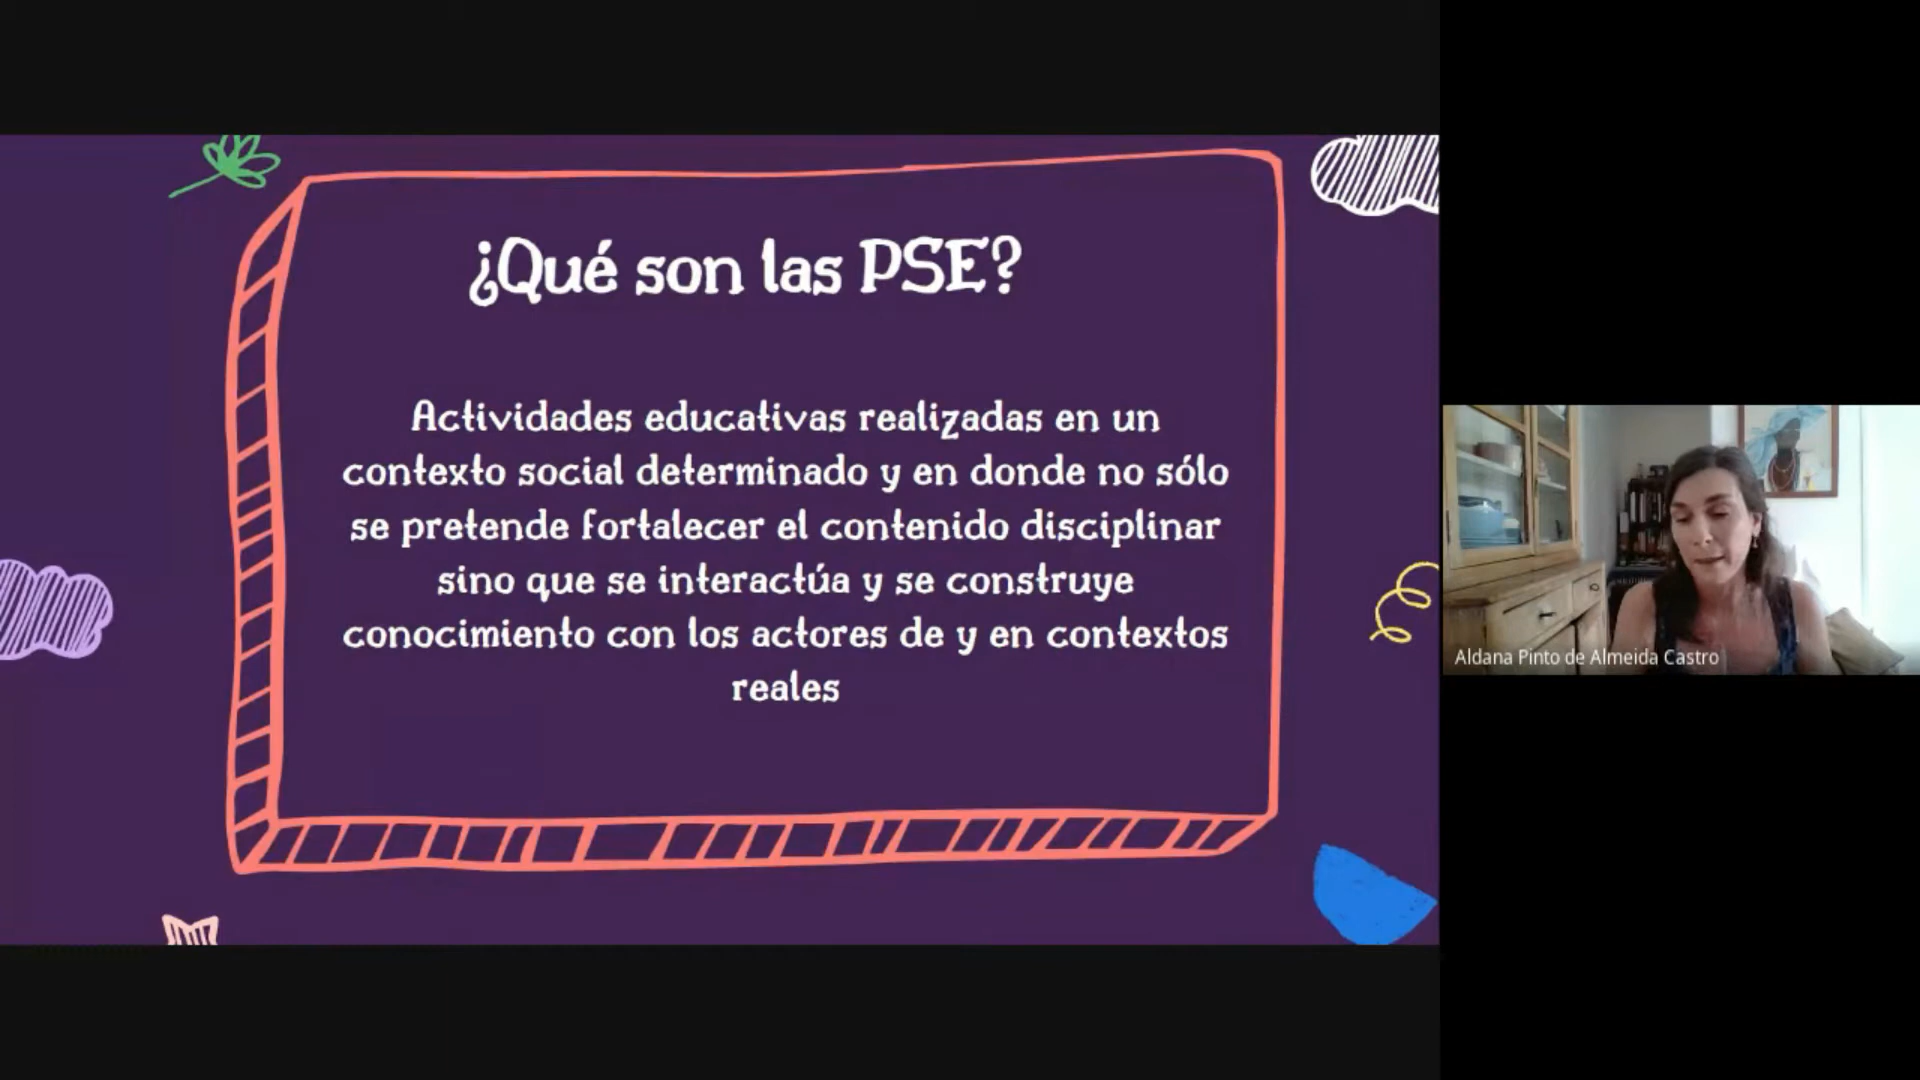 ¿Qué son las PSE?
Actividades educativas realizadas en un
contexto social determinado y en donde no sólo
se pretende fortalecer el contenido disciplinar
sino que se interactúa y se construye
conocimiento con los actores de y en contextos
reales
Aldana Pinto de Almeida Castro